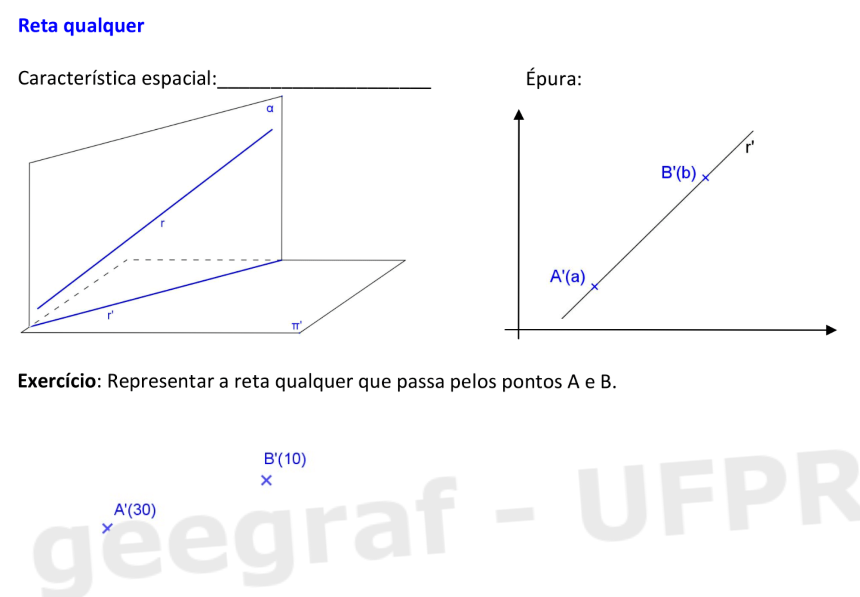 Reta qualquer
Característica espacial:____________________
Épura:
α
r
r'
π'
r'
B'(b)
A'(a)
Exercício: Representar a reta qualquer que passa pelos pontos A e B.
B'(10)
A'(30)
geegraf - UFPR